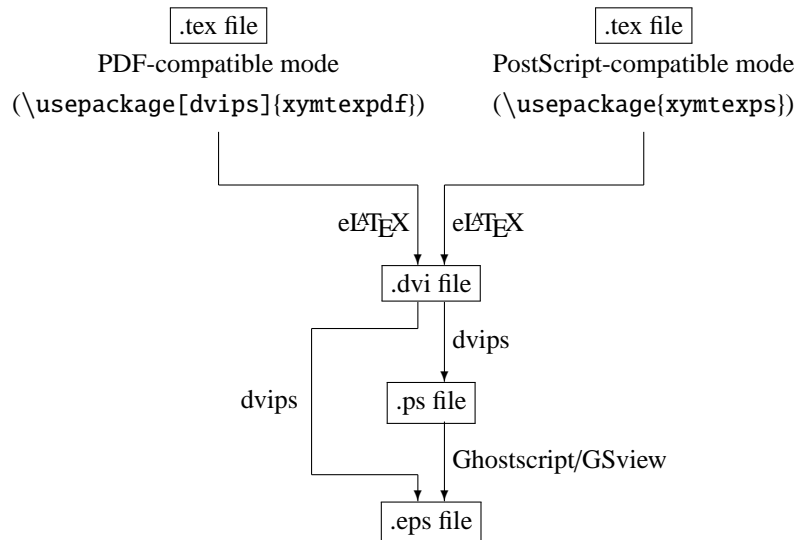 .tex file .tex file
PDF-compatible mode PostScript-compatible mode
(\usepackage[dvips]{xymtexpdf}) (\usepackage{xymtexps})
eLATEX eLATEX
.dvi file
dvips
.ps file
dvips
Ghostscript/GSview
.eps file